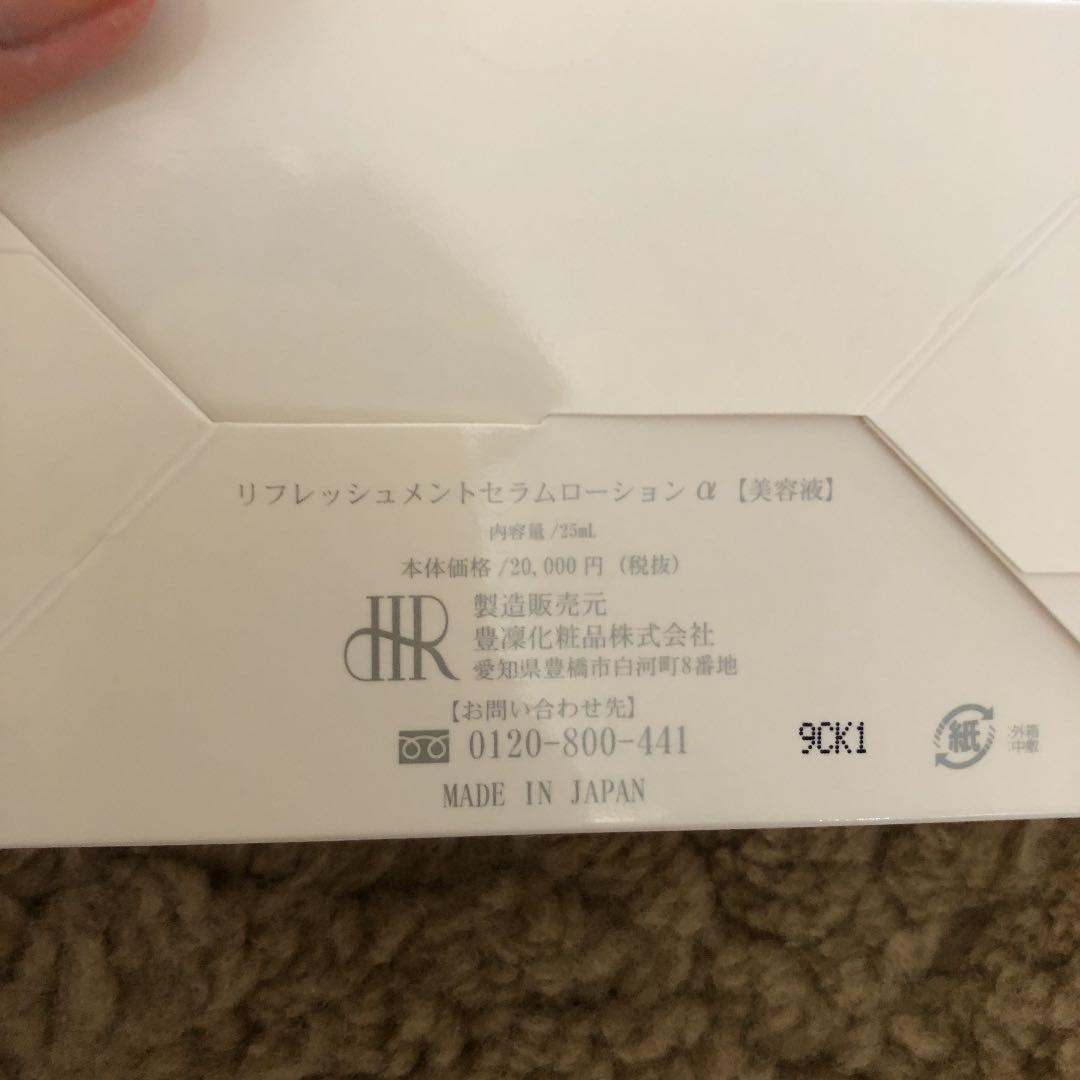 リフレッシュメントセラムローション α 【美容液】
内容量 /25mL
本体価格 /20,000 円 (税抜)
HR
製造販売元
豊凜化粧品株式会社
愛知県豊橋市白河町8番地
【お問い合わせ先】
0120-800-441
MADE IN JAPAN
9CK1
紙
外箱
中敷